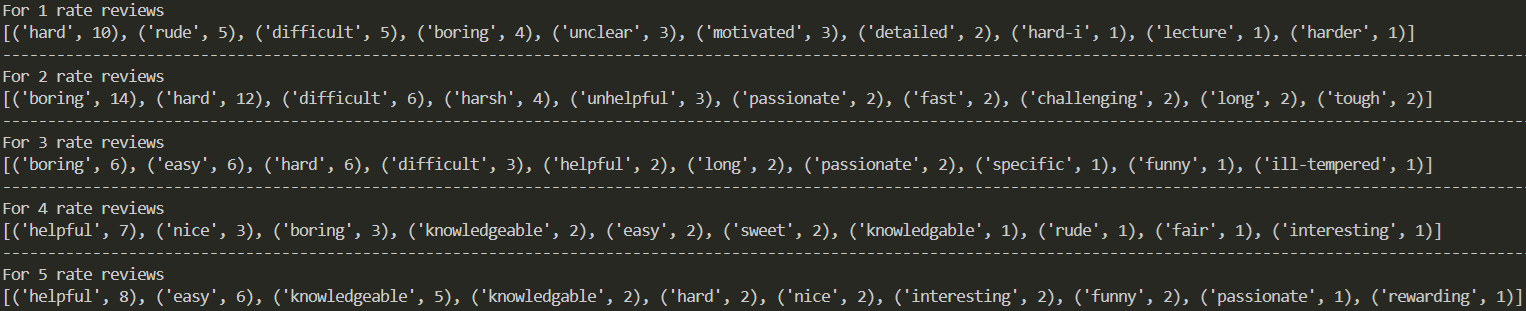 For 1 rate reviews
[('hard', 10), ('rude', 5), ('difficult', 5), ('boring', 4), ('unclear', 3), ('motivated', 3), ('detailed', 2), ('hard-i', 1), ('lecture', 1), ('harder', 1)]
--------------------------------------------------------------------------------------------------------------------------------------------------------------------
For 2 rate reviews
[('boring', 14), ('hard', 12), ('difficult', 6), ('harsh', 4), ('unhelpful', 3), ('passionate', 2), ('fast', 2), ('challenging', 2), ('long', 2), ('tough', 2)]
--------------------------------------------------------------------------------------------------------------------------------------------------------------------
For 3 rate reviews
[('boring', 6), ('easy', 6), ('hard', 6), ('difficult', 3), ('helpful', 2), ('long', 2), ('passionate', 2), ('specific', 1), ('funny', 1), ('ill-tempered', 1)]
--------------------------------------------------------------------------------------------------------------------------------------------------------------------
For 4 rate reviews
[('helpful', 7), ('nice', 3), ('boring', 3), ('knowledgeable', 2), ('easy', 2), ('sweet', 2), ('knowledgable', 1), ('rude', 1), ('fair', 1), ('interesting', 1)]
--------------------------------------------------------------------------------------------------------------------------------------------------------------------
For 5 rate reviews
[('helpful', 8), ('easy', 6), ('knowledgeable', 5), ('knowledgable', 2), ('hard', 2), ('nice', 2), ('interesting', 2), ('funny', 2), ('passionate', 1), ('rewarding', 1)]